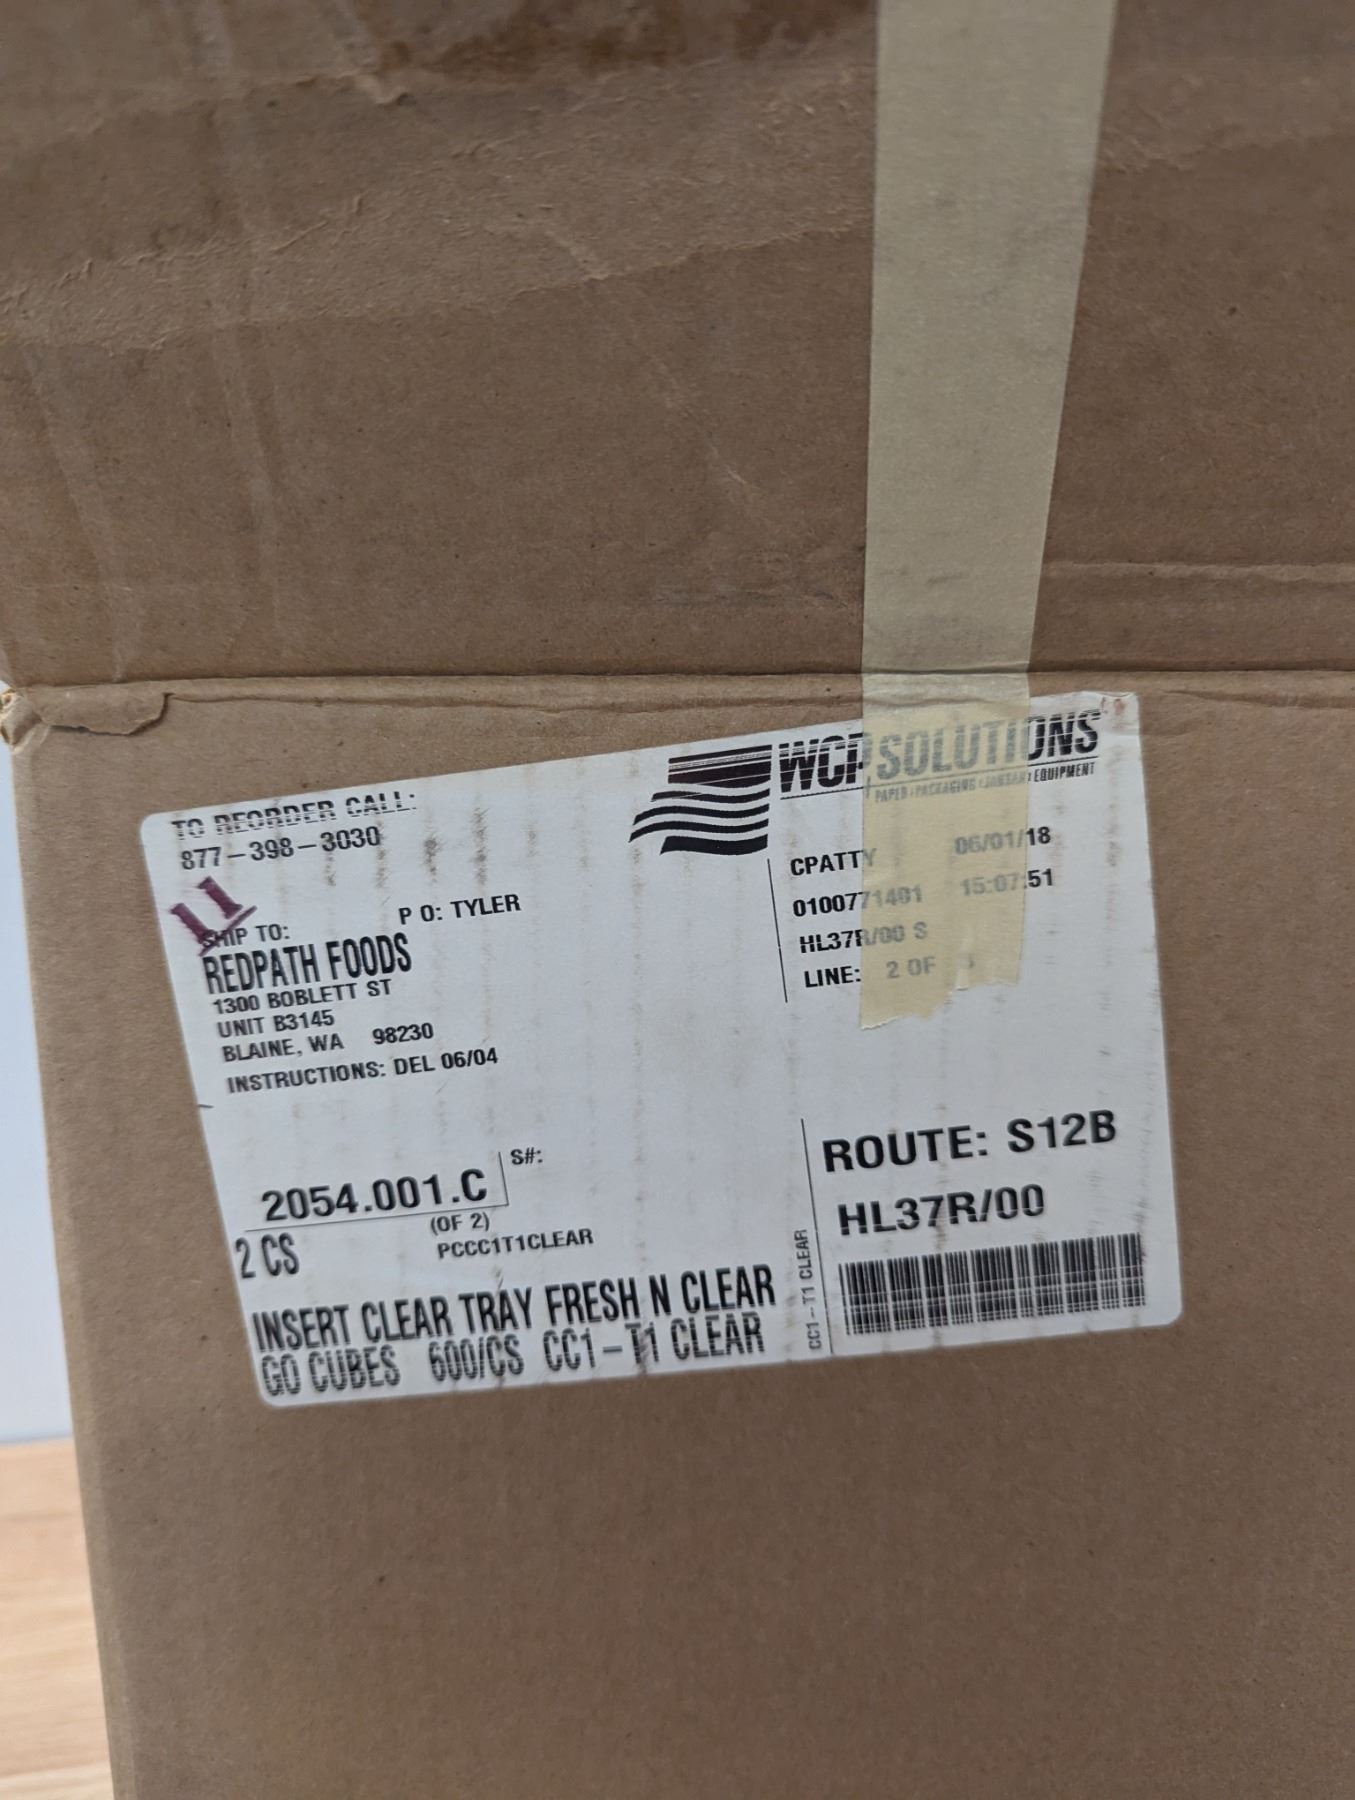 WCP SOLUTIONS
PAPER | PACKAGING | JANSAN | EQUIPMENT
TO REORDER CALL:
877-398-3030
11
P O: TYLER
SHIP TO:
REDPATH FOODS
1300 BOBLETT ST
UNIT B3145
BLAINE, WA 98230
INSTRUCTIONS: DEL 06/04
CPATTY 06/01/18
0100771401 15:07:51
HL37R/00 S
LINE: 2 OF
S#:
2054.001.C
(OF 2)
2 CS
PCCC1T1CLEAR
INSERT CLEAR TRAY FRESH N CLEAR
GO CUBES 600/CS CC1-T1 CLEAR
ROUTE: S12B
HL37R/00
CC1-T1 CLEAR